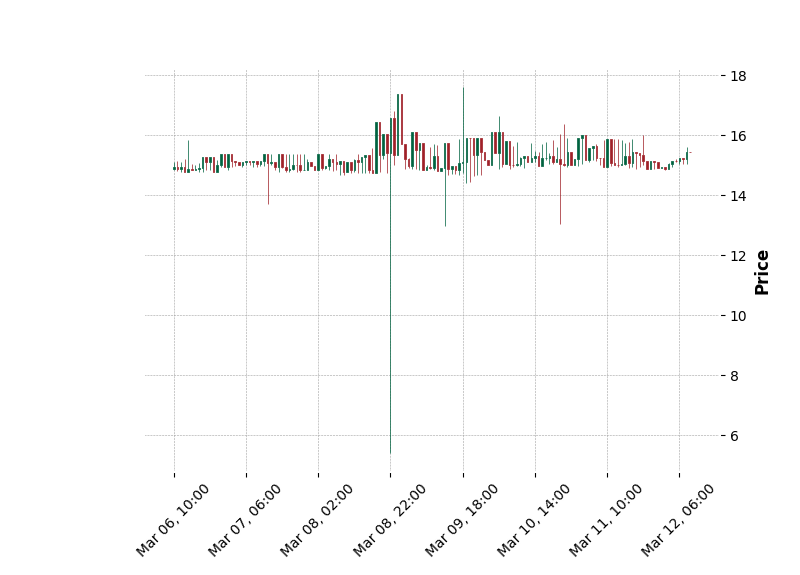 18
16
14
12
10
8
6
Price
Mar 06, 10:00
Mar 07, 06:00
Mar 08, 02:00
Mar 08, 22:00
Mar 09, 18:00
Mar 10, 14:00
Mar 11, 10:00
Mar 12, 06:00